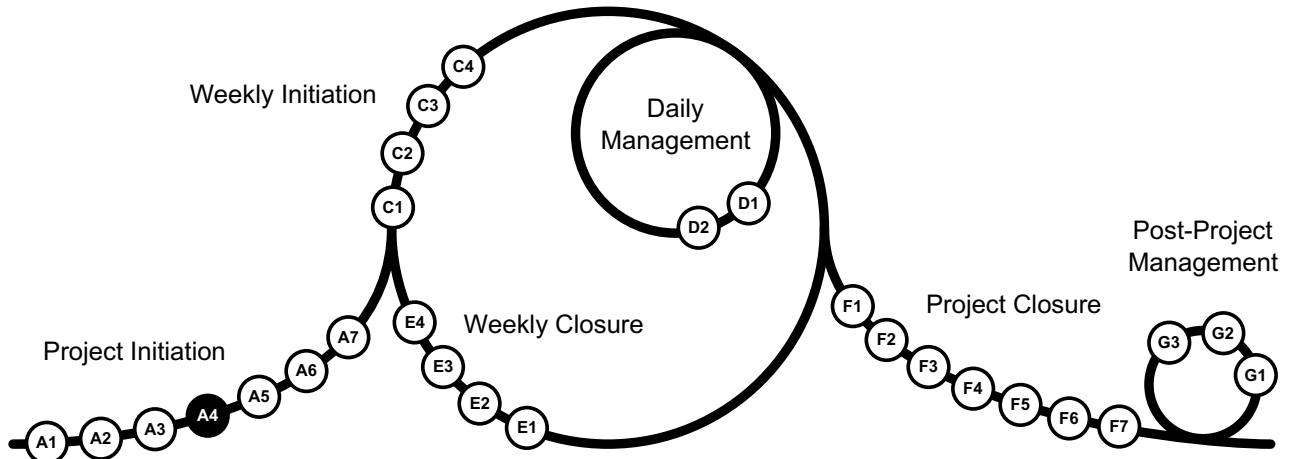 Weekly Initiation
C4
C3
C2
C1
Daily
Management
D1
D2
Post-Project
Management
Project Initiation
A1
A2
A3
A4
A5
A6
A7
Weekly Closure
E4
E3
E2
E1
Project Closure
F1
F2
F3
F4
F5
F6
F7
G3
G2
G1